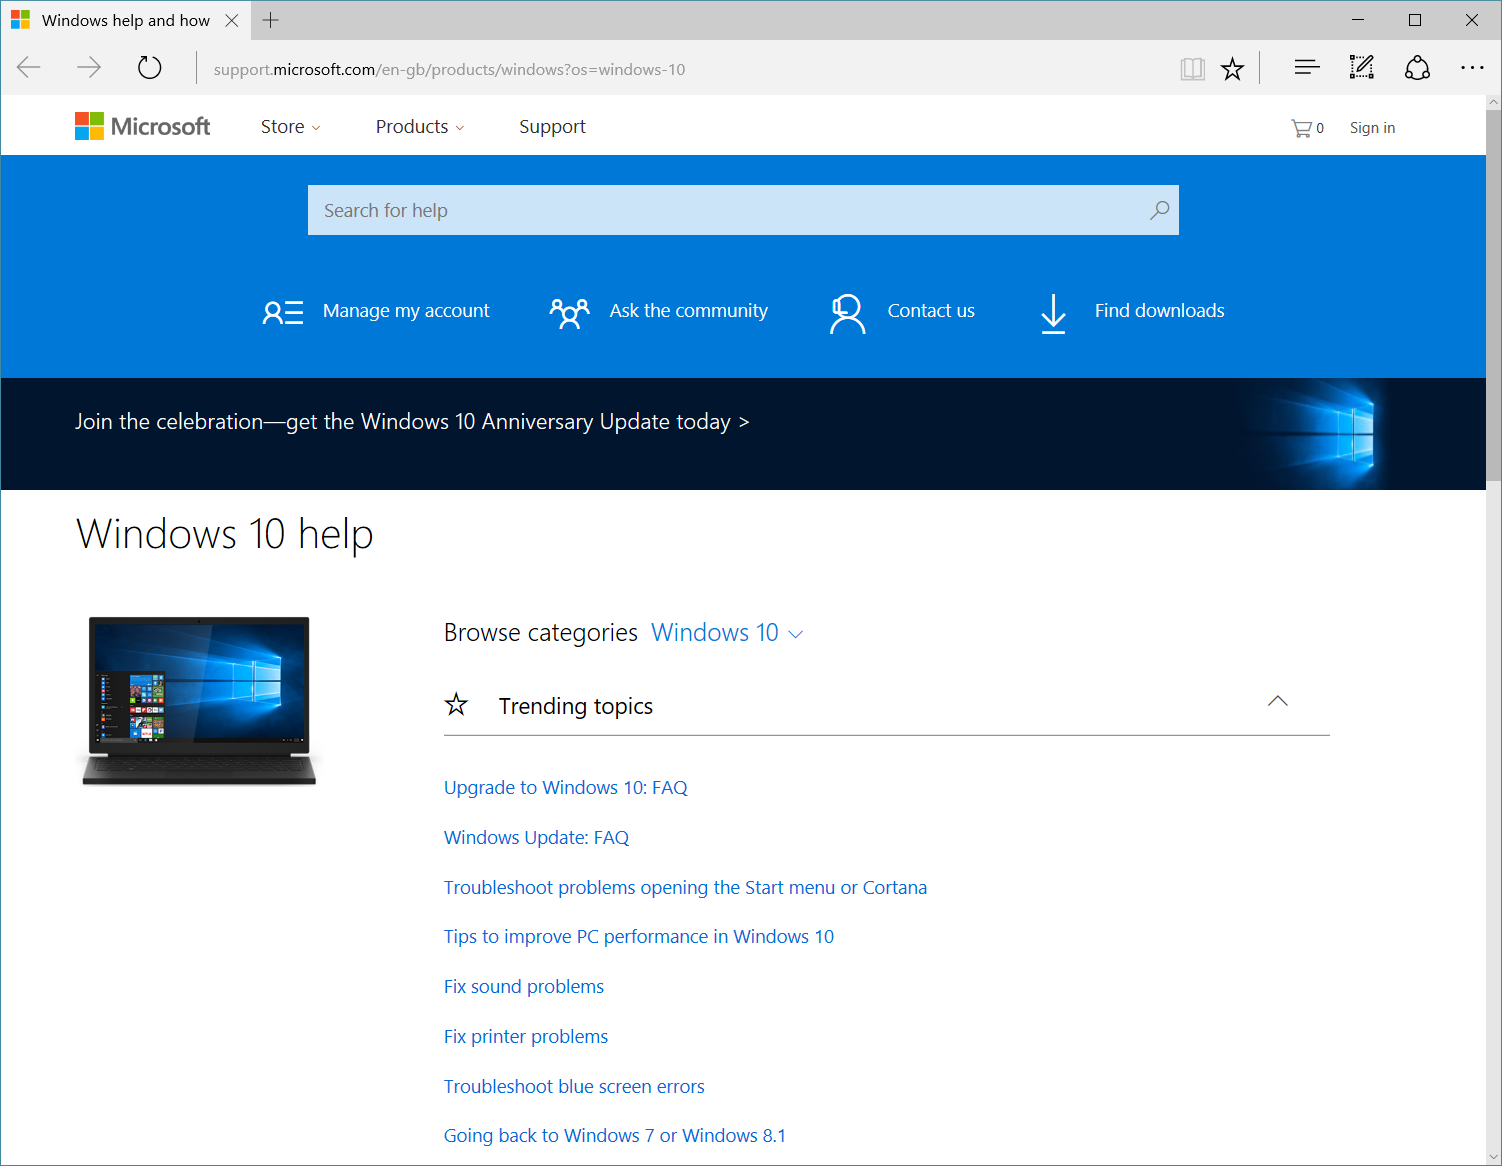 Windows help and how
support.microsoft.com/en-gb/products/windows?os=windows-10
Microsoft
Store
Products
Support
0
Sign in
Search for help
Manage my account
Ask the community
Contact us
Find downloads
Join the celebration—get the Windows 10 Anniversary Update today >
Windows 10 help
Browse categories Windows 10
Trending topics
Upgrade to Windows 10: FAQ
Windows Update: FAQ
Troubleshoot problems opening the Start menu or Cortana
Tips to improve PC performance in Windows 10
Fix sound problems
Fix printer problems
Troubleshoot blue screen errors
Going back to Windows 7 or Windows 8.1